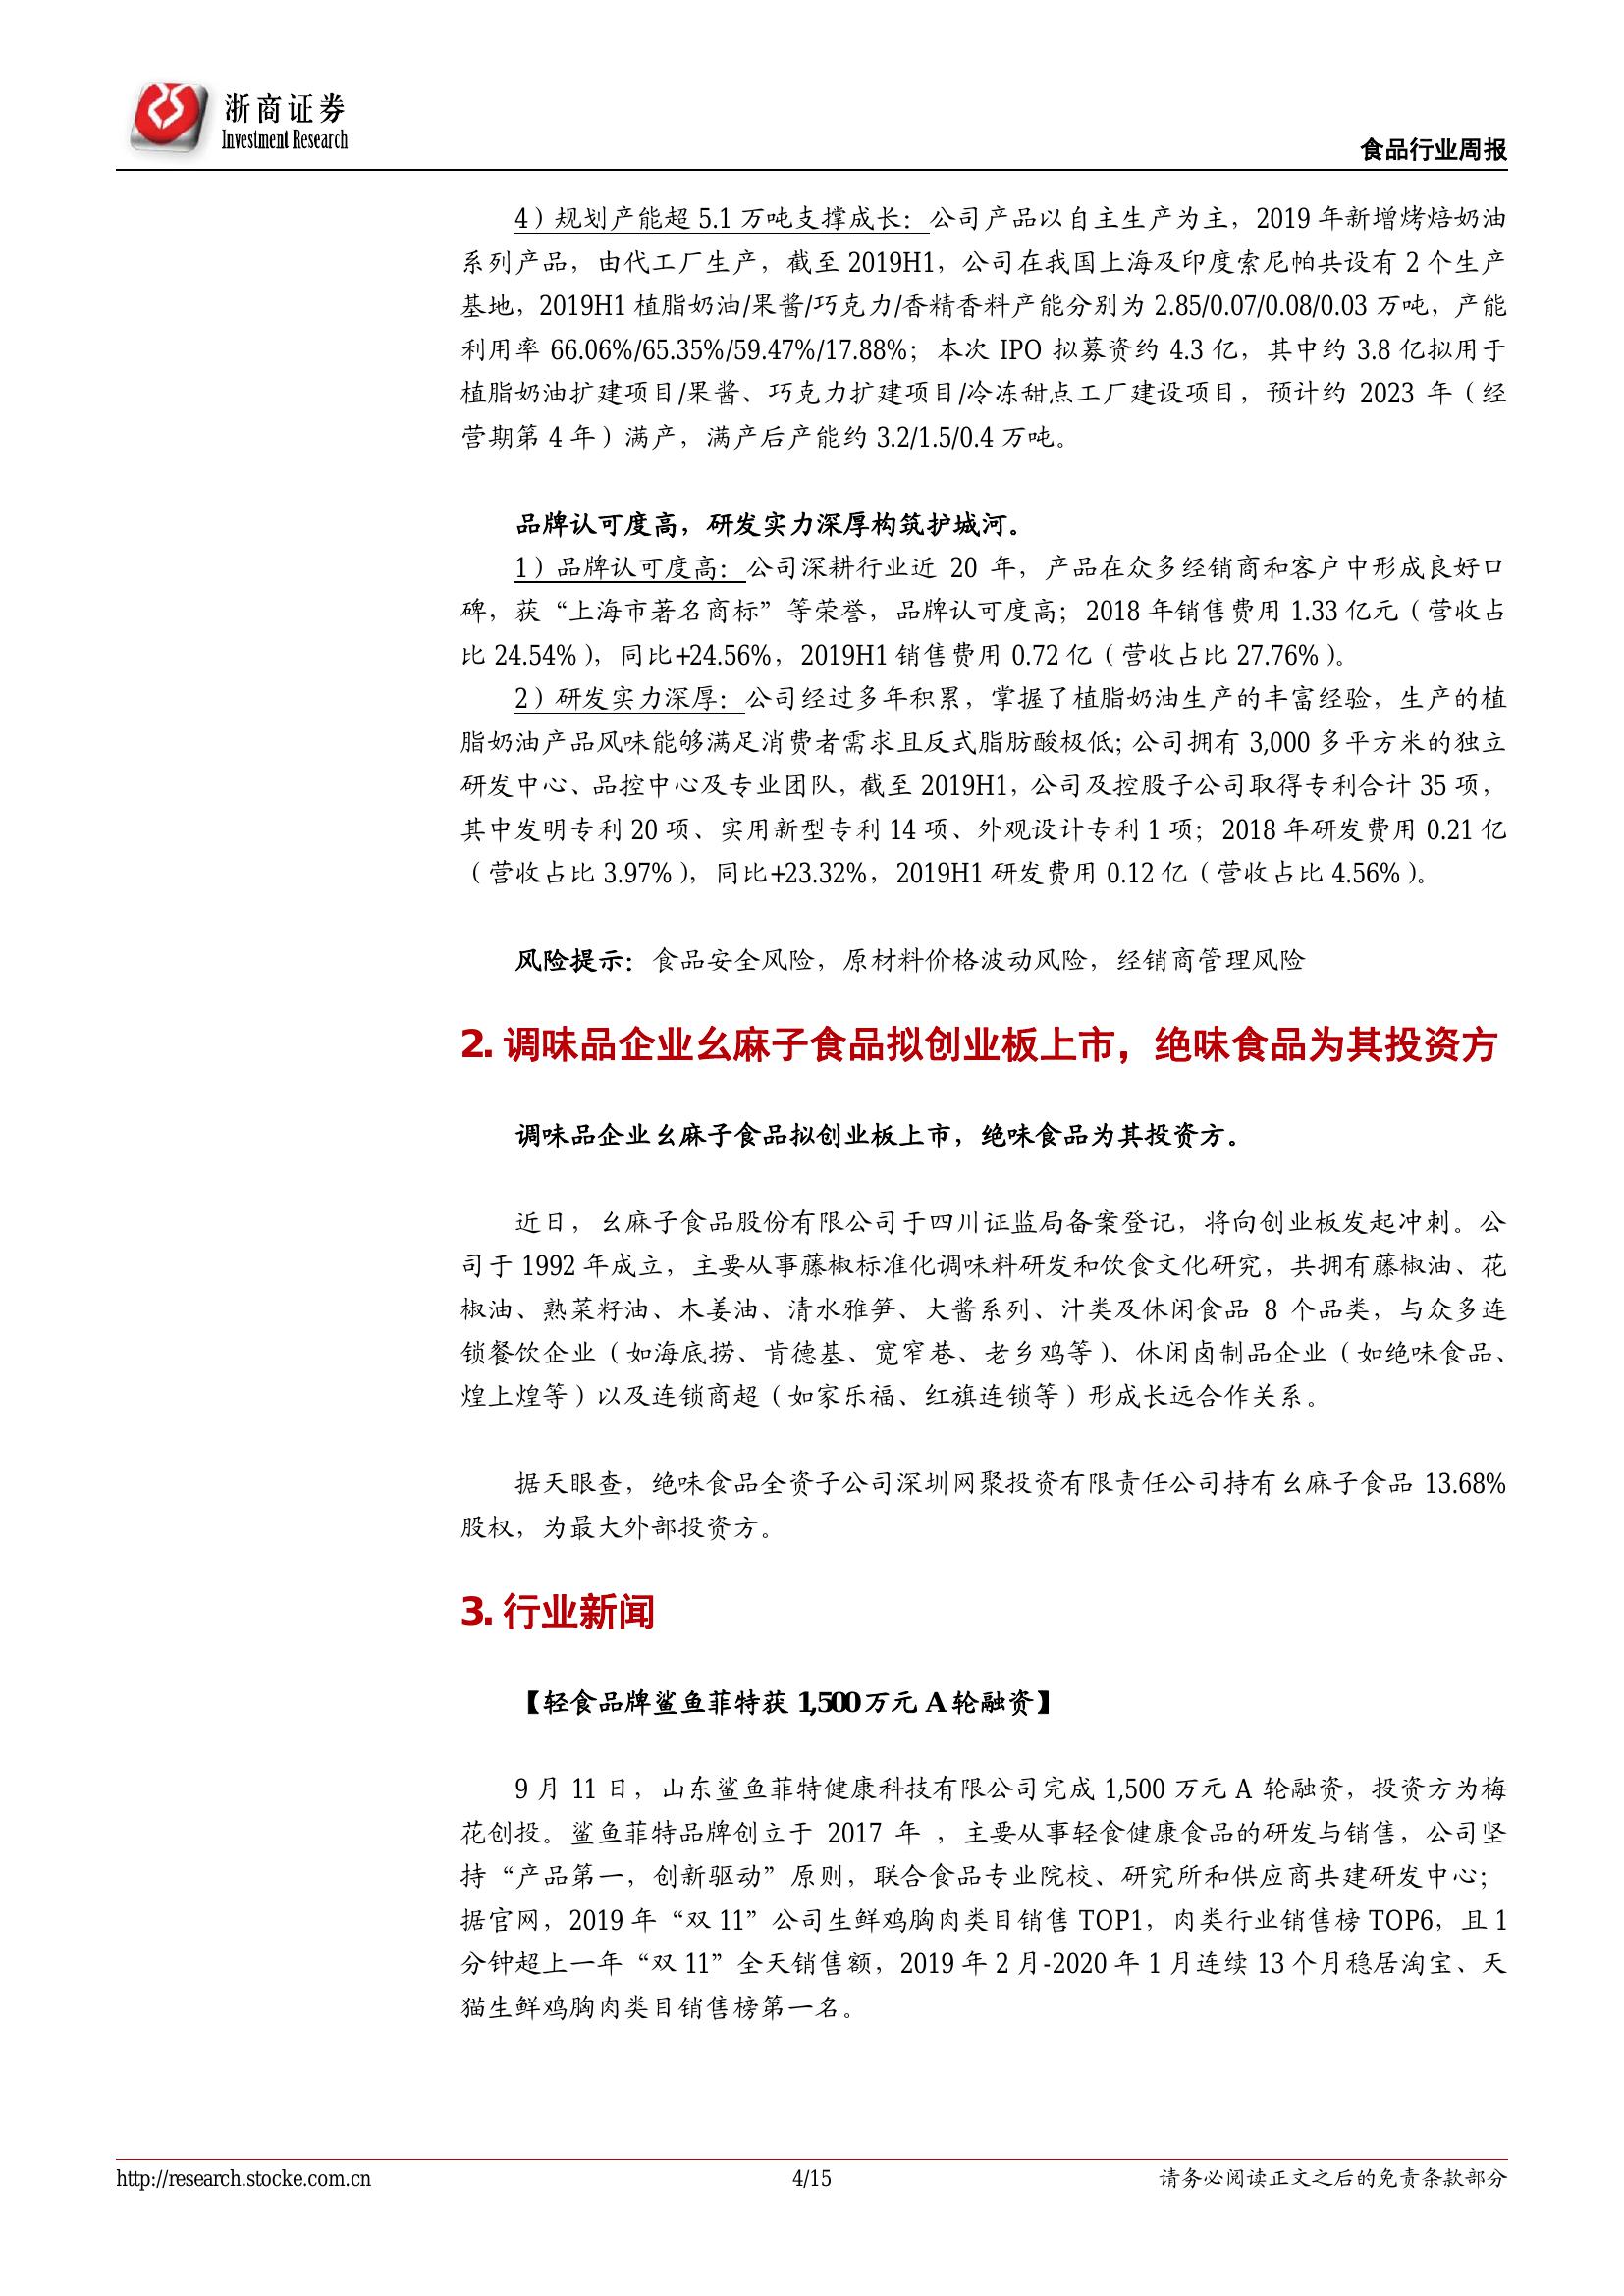 浙商证券
Investment Research
食品行业周报
4）规划产能超 5.1 万吨支撑成长：公司产品以自主生产为主，2019 年新增烤焙奶油
系列产品，由代工厂生产，截至 2019H1，公司在我国上海及印度索尼帕共设有 2 个生产
基地，2019H1 植脂奶油/果酱/巧克力/香精香料产能分别为 2.85/0.07/0.08/0.03 万吨，产能
利用率 66.06%/65.35%/59.47%/17.88%；本次 IPO 拟募资约 4.3 亿，其中约 3.8 亿拟用于
植脂奶油扩建项目/果酱、巧克力扩建项目/冷冻甜点工厂建设项目，预计约 2023 年（经
营期第 4 年）满产，满产后产能约 3.2/1.5/0.4 万吨。
品牌认可度高，研发实力深厚构筑护城河。
1）品牌认可度高：公司深耕行业近 20 年，产品在众多经销商和客户中形成良好口
碑，获“上海市著名商标”等荣誉，品牌认可度高；2018 年销售费用 1.33 亿元（营收占
比 24.54%），同比+24.56%，2019H1 销售费用 0.72 亿（营收占比 27.76%）。
2）研发实力深厚：公司经过多年积累，掌握了植脂奶油生产的丰富经验，生产的植
脂奶油产品风味能够满足消费者需求且反式脂肪酸极低；公司拥有 3,000 多平方米的独立
研发中心、品控中心及专业团队，截至 2019H1，公司及控股子公司取得专利合计 35 项，
其中发明专利 20 项、实用新型专利 14 项、外观设计专利 1 项；2018 年研发费用 0.21 亿
（营收占比 3.97%），同比+23.32%，2019H1 研发费用 0.12 亿（营收占比 4.56%）。
风险提示：食品安全风险，原材料价格波动风险，经销商管理风险
2. 调味品企业幺麻子食品拟创业板上市，绝味食品为其投资方
调味品企业幺麻子食品拟创业板上市，绝味食品为其投资方。
近日，幺麻子食品股份有限公司于四川证监局备案登记，将向创业板发起冲刺。公
司于 1992 年成立，主要从事藤椒标准化调味料研发和饮食文化研究，共拥有藤椒油、花
椒油、熟菜籽油、木姜油、清水雅笋、大酱系列、汁类及休闲食品 8 个品类，与众多连
锁餐饮企业（如海底捞、肯德基、宽窄巷、老乡鸡等）、休闲卤制品企业（如绝味食品、
煌上煌等）以及连锁商超（如家乐福、红旗连锁等）形成长远合作关系。
据天眼查，绝味食品全资子公司深圳网聚投资有限责任公司持有幺麻子食品 13.68%
股权，为最大外部投资方。
3. 行业新闻
【轻食品牌鲨鱼菲特获 1,500 万元 A 轮融资】
9 月 11 日，山东鲨鱼菲特健康科技有限公司完成 1,500 万元 A 轮融资，投资方为梅
花创投。鲨鱼菲特品牌创立于 2017 年 ，主要从事轻食健康食品的研发与销售，公司坚
持“产品第一，创新驱动”原则，联合食品专业院校、研究所和供应商共建研发中心；
据官网，2019 年“双 11”公司生鲜鸡胸肉类目销售 TOP1，肉类行业销售榜 TOP6，且 1
分钟超上一年“双 11”全天销售额，2019 年 2 月-2020 年 1 月连续 13 个月稳居淘宝、天
猫生鲜鸡胸肉类目销售榜第一名。
http://research.stocke.com.cn
4/15
请务必阅读正文之后的免责条款部分